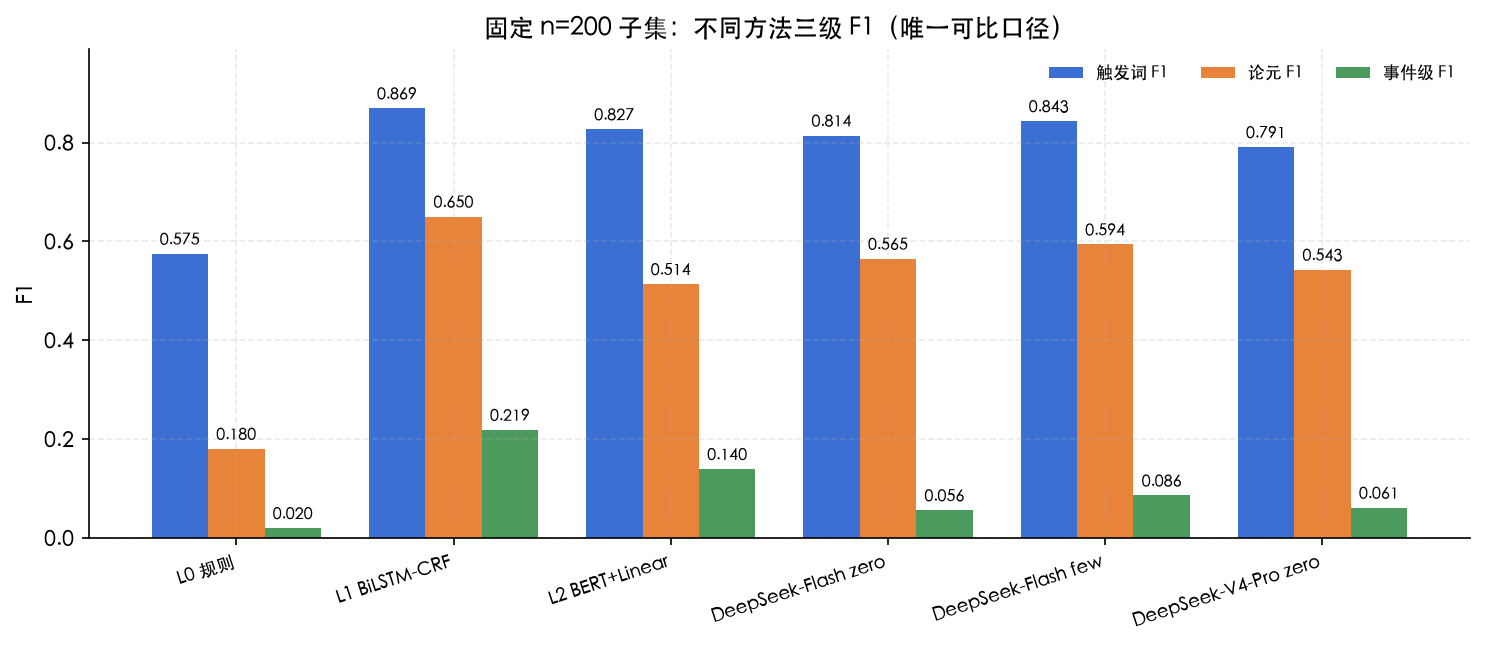 固定 n=200 子集：不同方法三级 F1（唯一可比口径）
触发词 F1 论元 F1 事件级 F1
F1
0.8
0.6
0.4
0.2
0.0
0.575 0.180 0.020
0.869 0.650 0.219
0.827 0.514 0.140
0.814 0.565 0.056
0.843 0.594 0.086
0.791 0.543 0.061
L0 规则
L1 BiLSTM-CRF
L2 BERT+Linear
DeepSeek-Flash zero
DeepSeek-Flash few
DeepSeek-V4-Pro zero